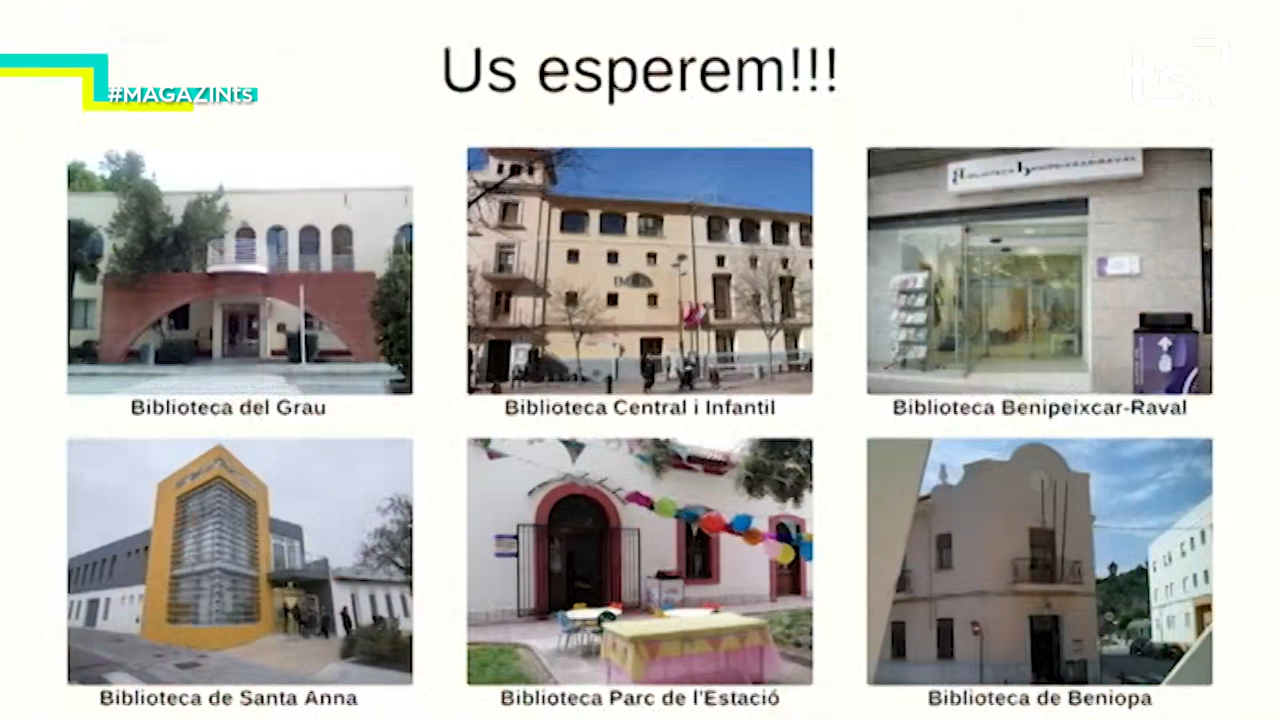 Us esperem!!!
#MAGAZINts
ts.
Biblioteca del Grau
Biblioteca Central i Infantil
Biblioteca Benipeixcar-Raval
Biblioteca de Santa Anna
Biblioteca Parc de l'Estació
Biblioteca de Beniopa